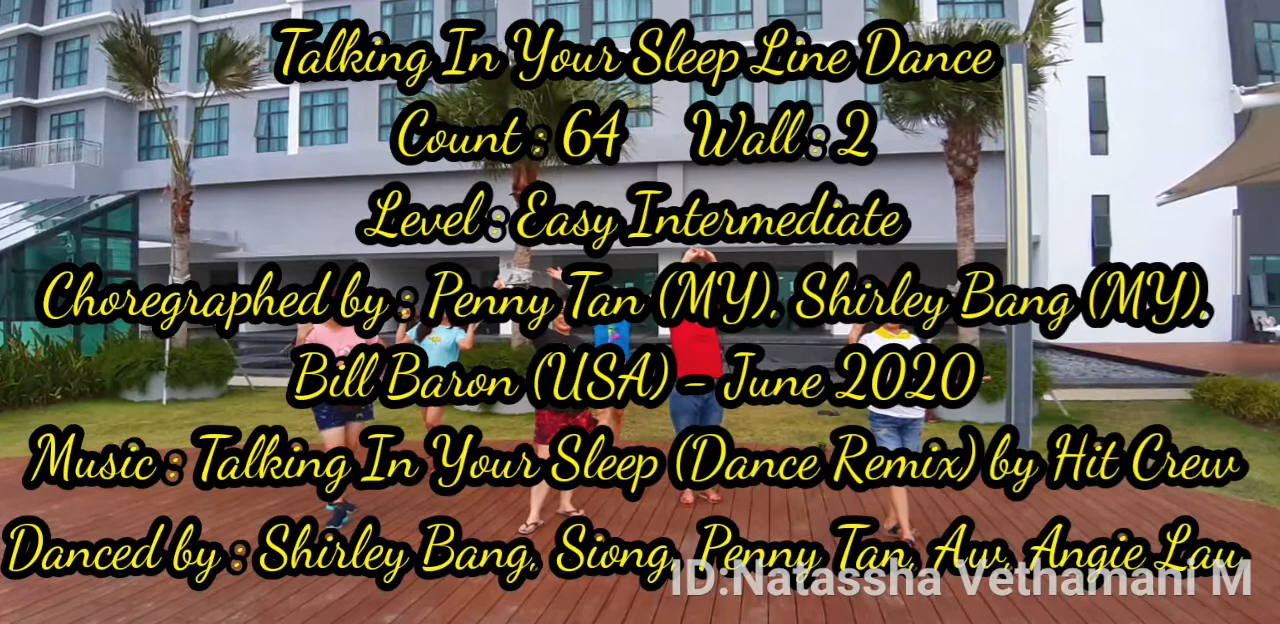 Talking In Your Sleep Line Dance
Count : 64 Wall : 2
Level : Easy Intermediate
Choregraphed by : Penny Tan (MY), Shirley Bang (MY),
Bill Baron (USA) - June 2020
Music : Talking In Your Sleep (Dance Remix) by Hit Crew
Danced by : Shirley Bang, Siong, Penny Tan, Aw, Angie Lau
ID:Natassha Vethamani M